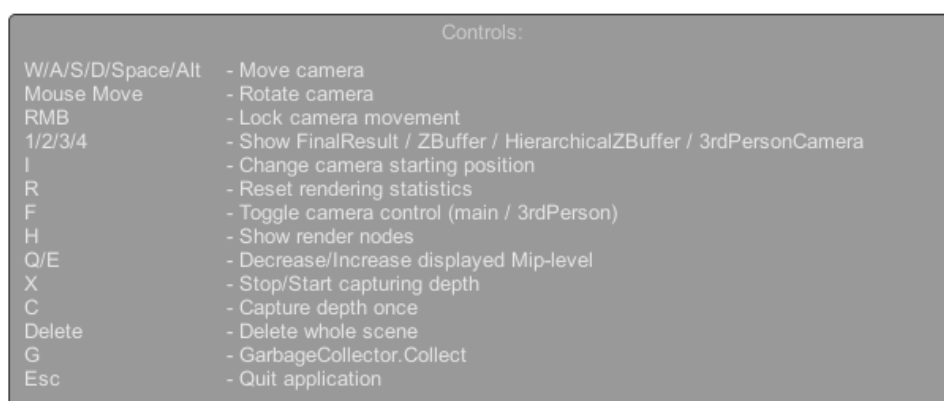 Controls:
W/A/S/D/Space/Alt - Move camera
Mouse Move - Rotate camera
RMB - Lock camera movement
1/2/3/4 - Show FinalResult / ZBuffer / HierarchicalZBuffer / 3rdPersonCamera
I - Change camera starting position
R - Reset rendering statistics
F - Toggle camera control (main / 3rdPerson)
H - Show render nodes
Q/E - Decrease/Increase displayed Mip-level
X - Stop/Start capturing depth
C - Capture depth once
Delete - Delete whole scene
G - GarbageCollector.Collect
Esc - Quit application